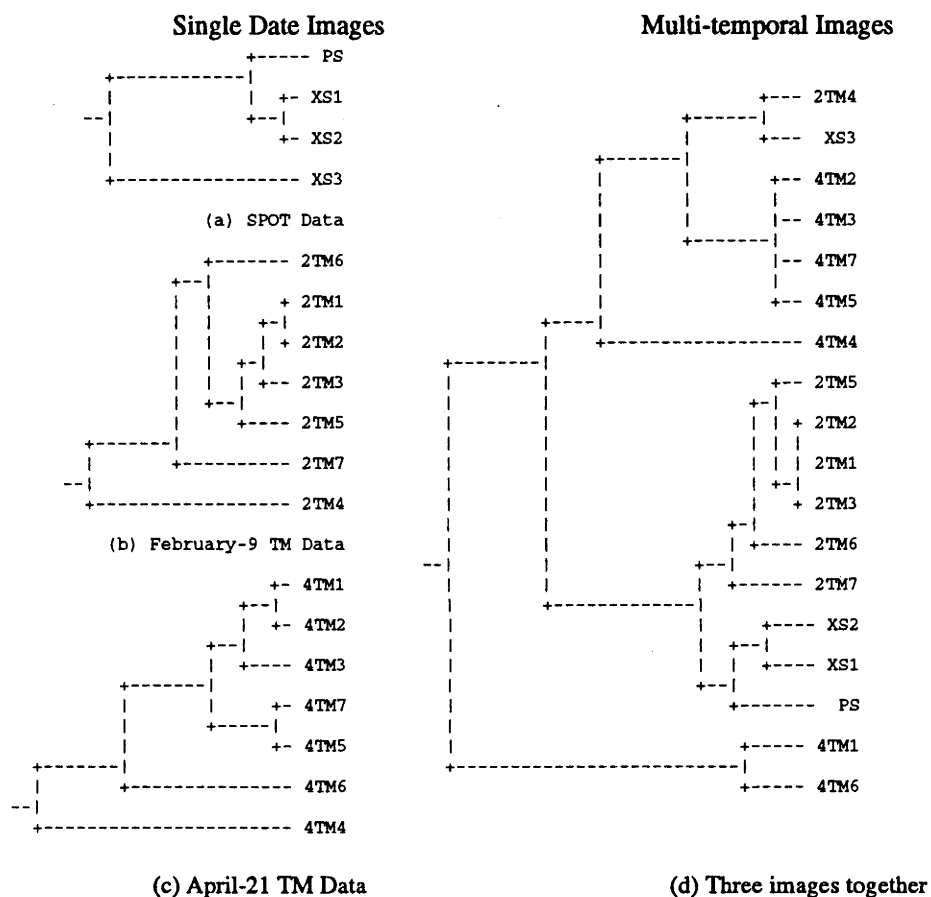 Single Date Images
PS
XS1
XS2
XS3
(a) SPOT Data
2TM6
2TM1
2TM2
2TM3
2TM5
2TM7
2TM4
(b) February-9 TM Data
4TM1
4TM2
4TM3
4TM7
4TM5
4TM6
4TM4
(c) April-21 TM Data
Multi-temporal Images
2TM4
XS3
4TM2
4TM3
4TM7
4TM5
4TM4
2TM5
2TM2
2TM1
2TM3
2TM6
2TM7
XS2
XS1
PS
4TM1
4TM6
(d) Three images together